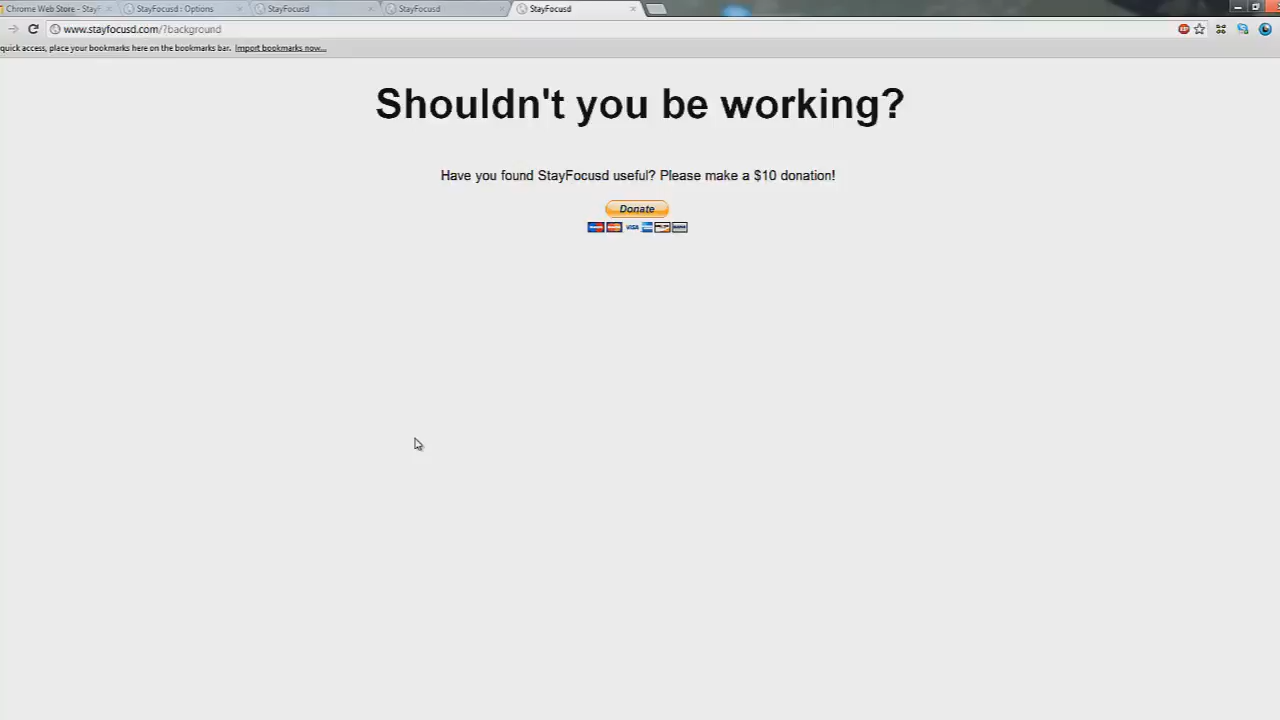 Chrome Web Store - StayF
StayFocusd : Options
StayFocusd
StayFocusd
StayFocusd
www.stayfocusd.com/?background
quick access, place your bookmarks here on the bookmarks bar. Import bookmarks now...
Shouldn't you be working?
Have you found StayFocusd useful? Please make a $10 donation!
Donate
VISA